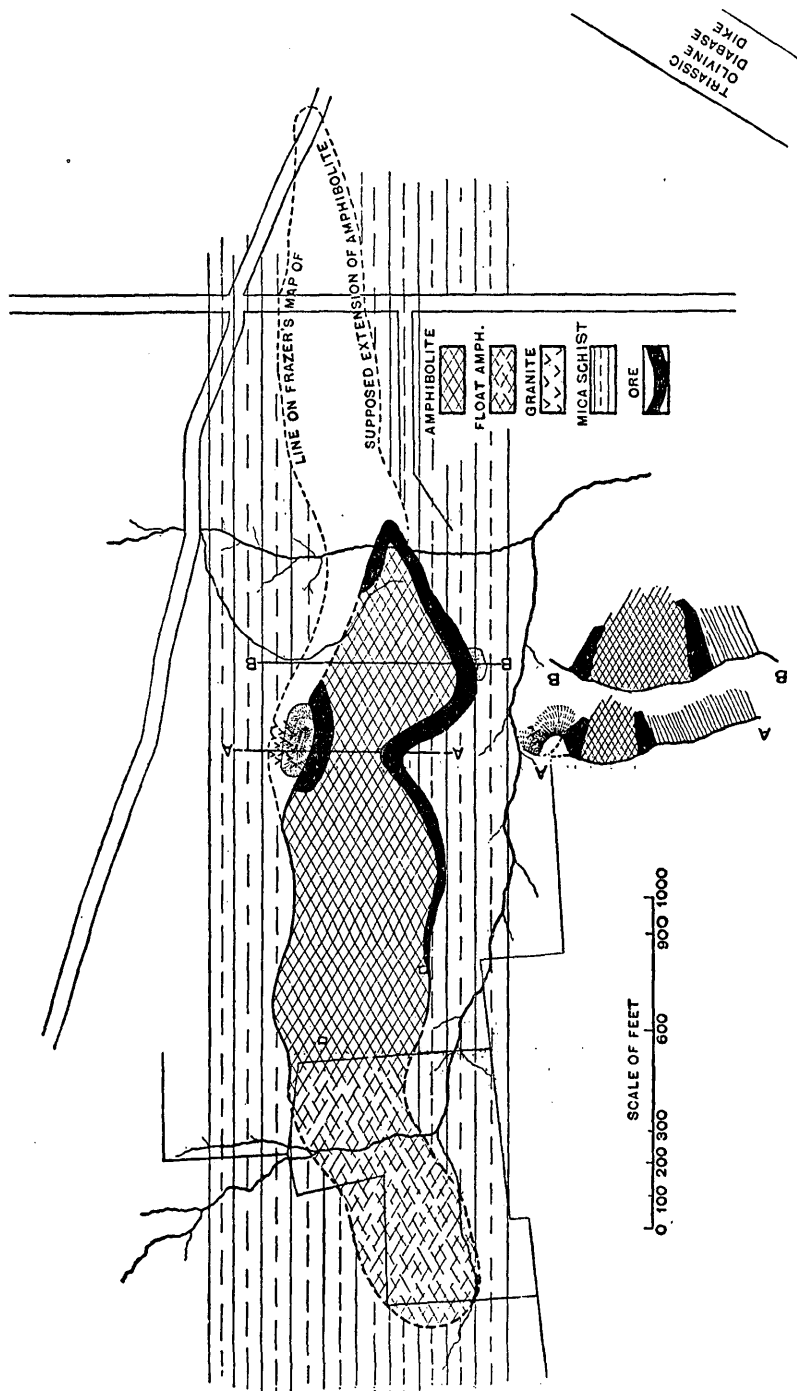 TRIASSIC
OLIVINE
DIABASE
DIKE
LINE ON FRAZER'S MAP OF
SUPPOSED EXTENSION OF AMPHIBOLITE
AMPHIBOLITE
FLOAT AMPH.
GRANITE
MICA SCHIST
ORE
B
B
A
A
B
B
A
A
SCALE OF FEET
0 100 200 300 600 900 1000